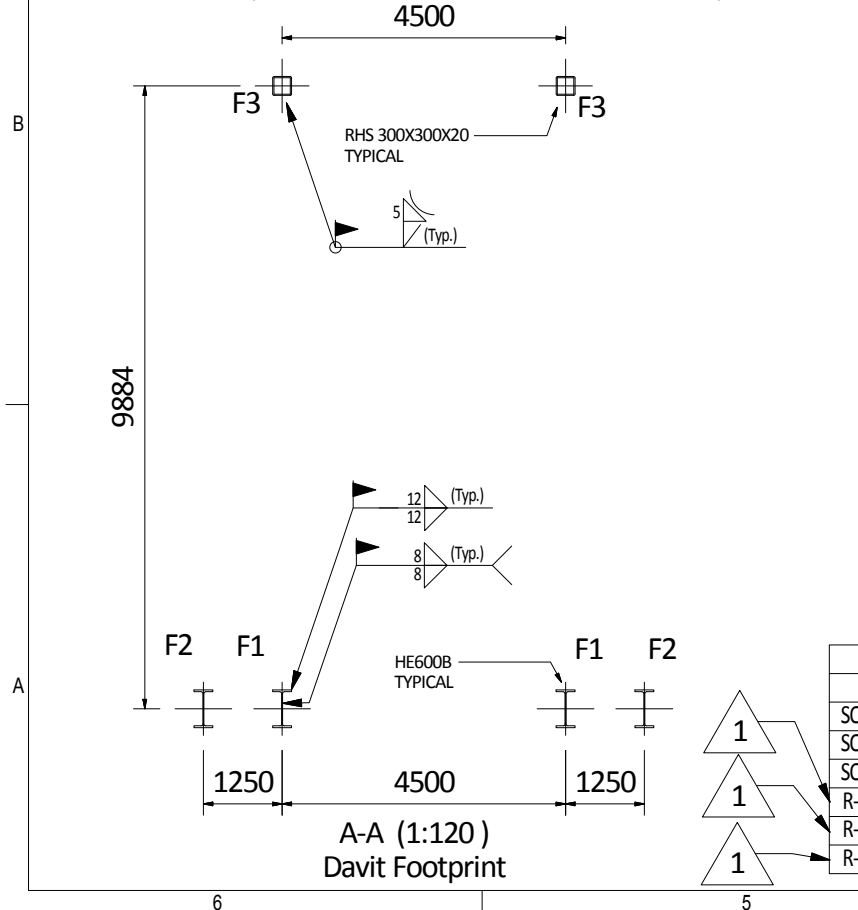 4500
B
F3
F3
RHS 300X300X20
TYPICAL
5
(Typ.)
9884
12
(Typ.)
12
8
(Typ.)
8
F2
F1
F1
F2
HE600B
TYPICAL
A
1
SC
SC
SC
1
R-
R-
1
R-
1250
4500
1250
A-A (1:120 )
Davit Footprint
6
5